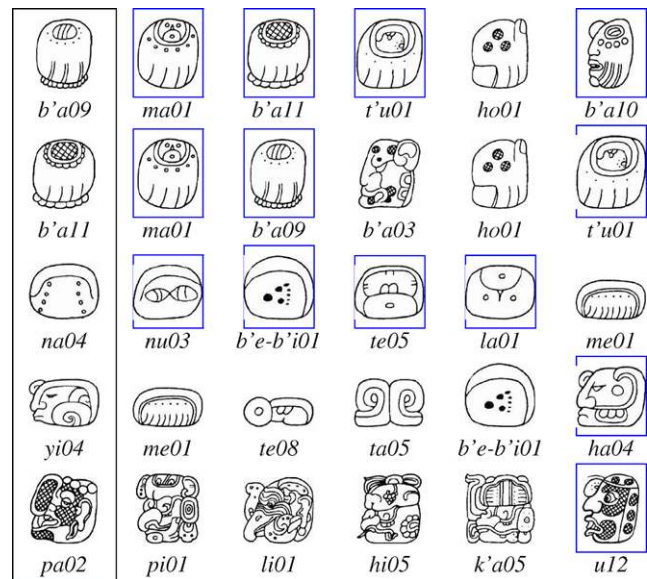 b'a09 ma01 b'a11 t'u01 ho01 b'a10
b'a11 ma01 b'a09 b'a03 ho01 t'u01
na04 nu03 b'e-b'i01 te05 la01 me01
yi04 me01 te08 ta05 b'e-b'i01 ha04
pa02 pi01 li01 hi05 k'a05 u12